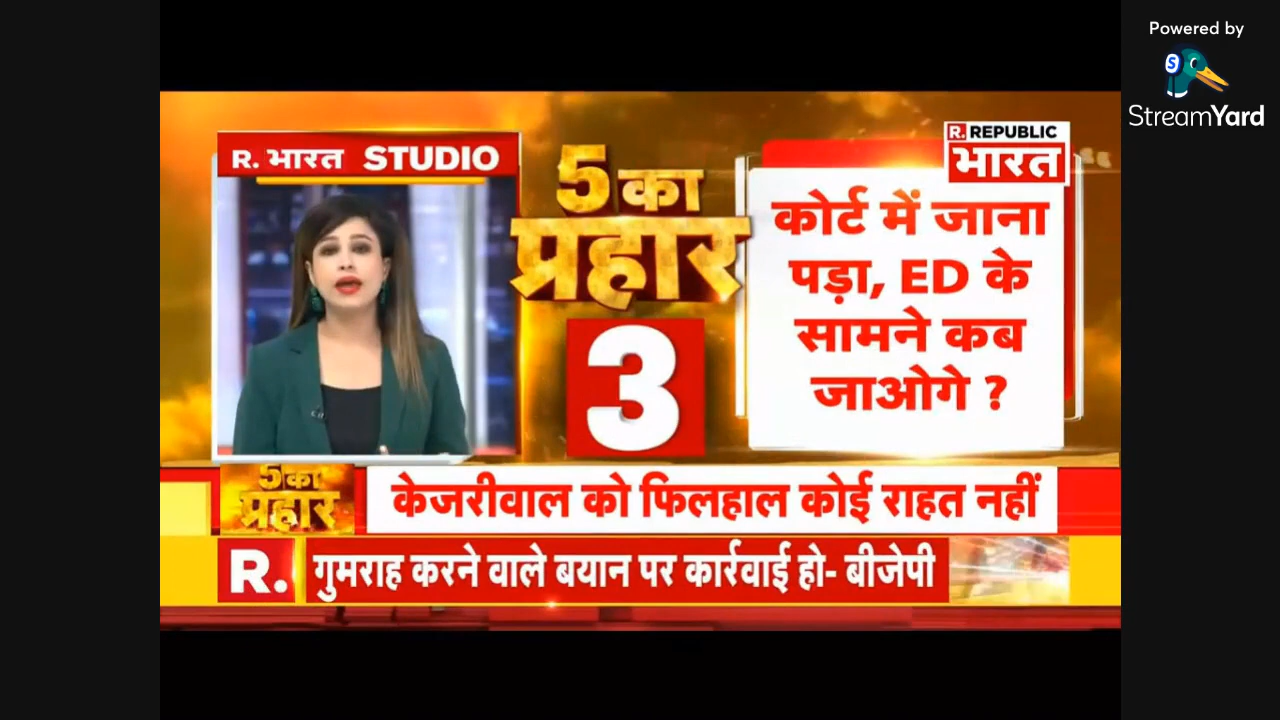 Powered by
StreamYard
R. भारत STUDIO
5 का
प्रहार
3
R. REPUBLIC
भारत
कोर्ट में जाना
पड़ा, ED के
सामने कब
जाओगे ?
5 का
प्रहार
केजरीवाल को फिलहाल कोई राहत नहीं
R.
गुमराह करने वाले बयान पर कार्रवाई हो- बीजेपी